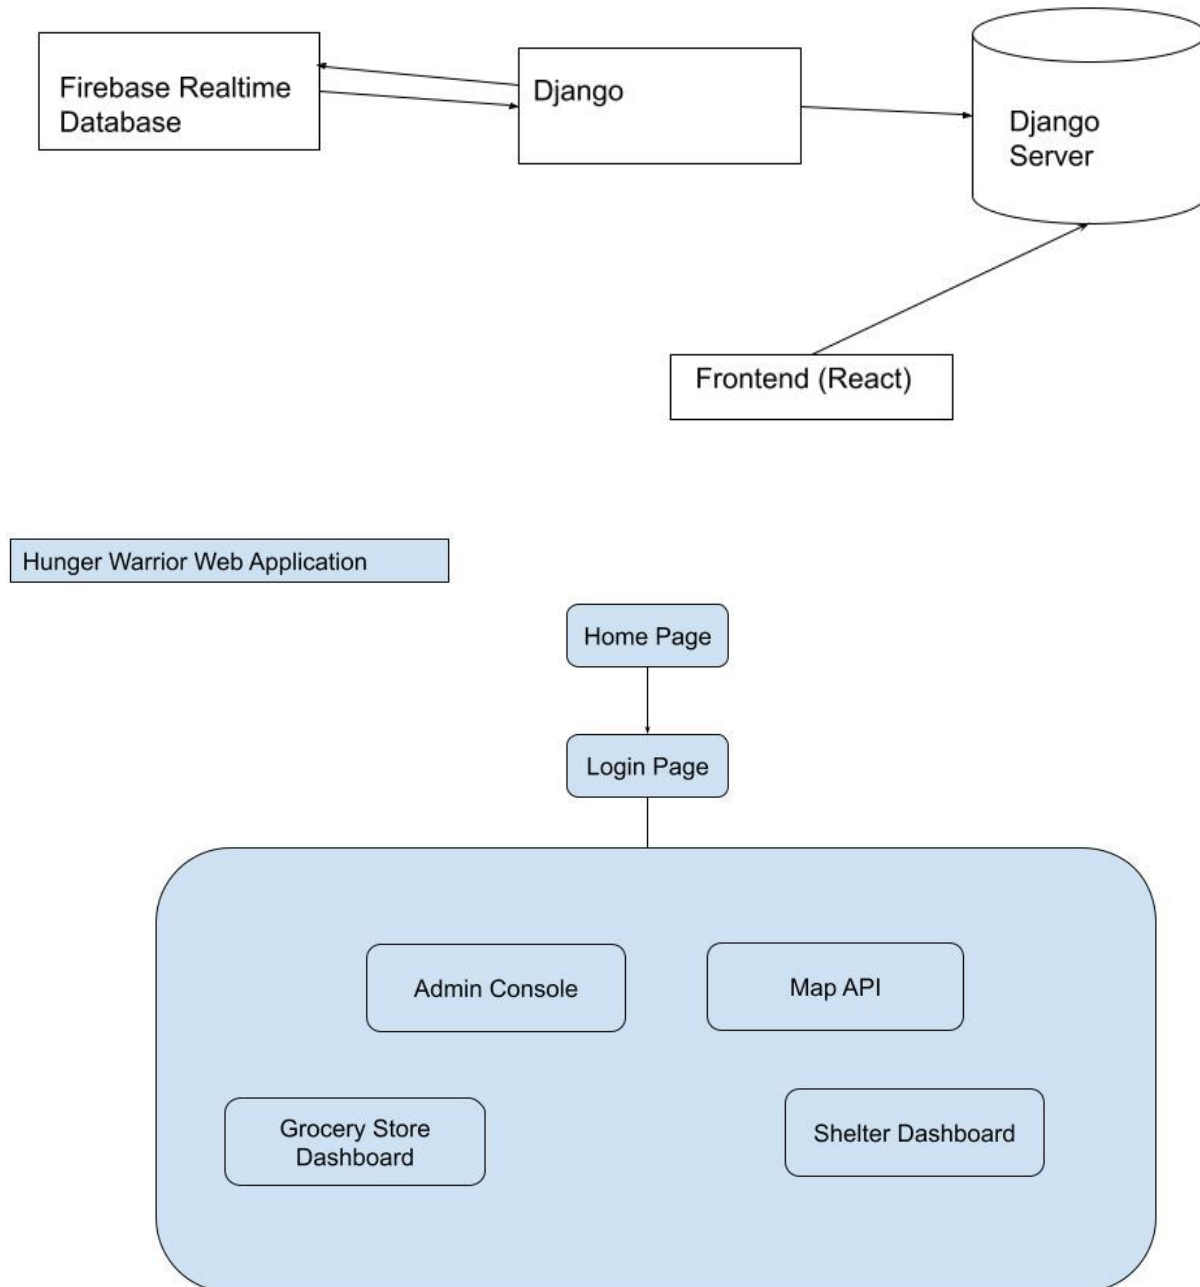 Firebase Realtime
Database
Django
Django
Server
Frontend (React)
Hunger Warrior Web Application
Home Page
Login Page
Admin Console
Map API
Grocery Store
Dashboard
Shelter Dashboard